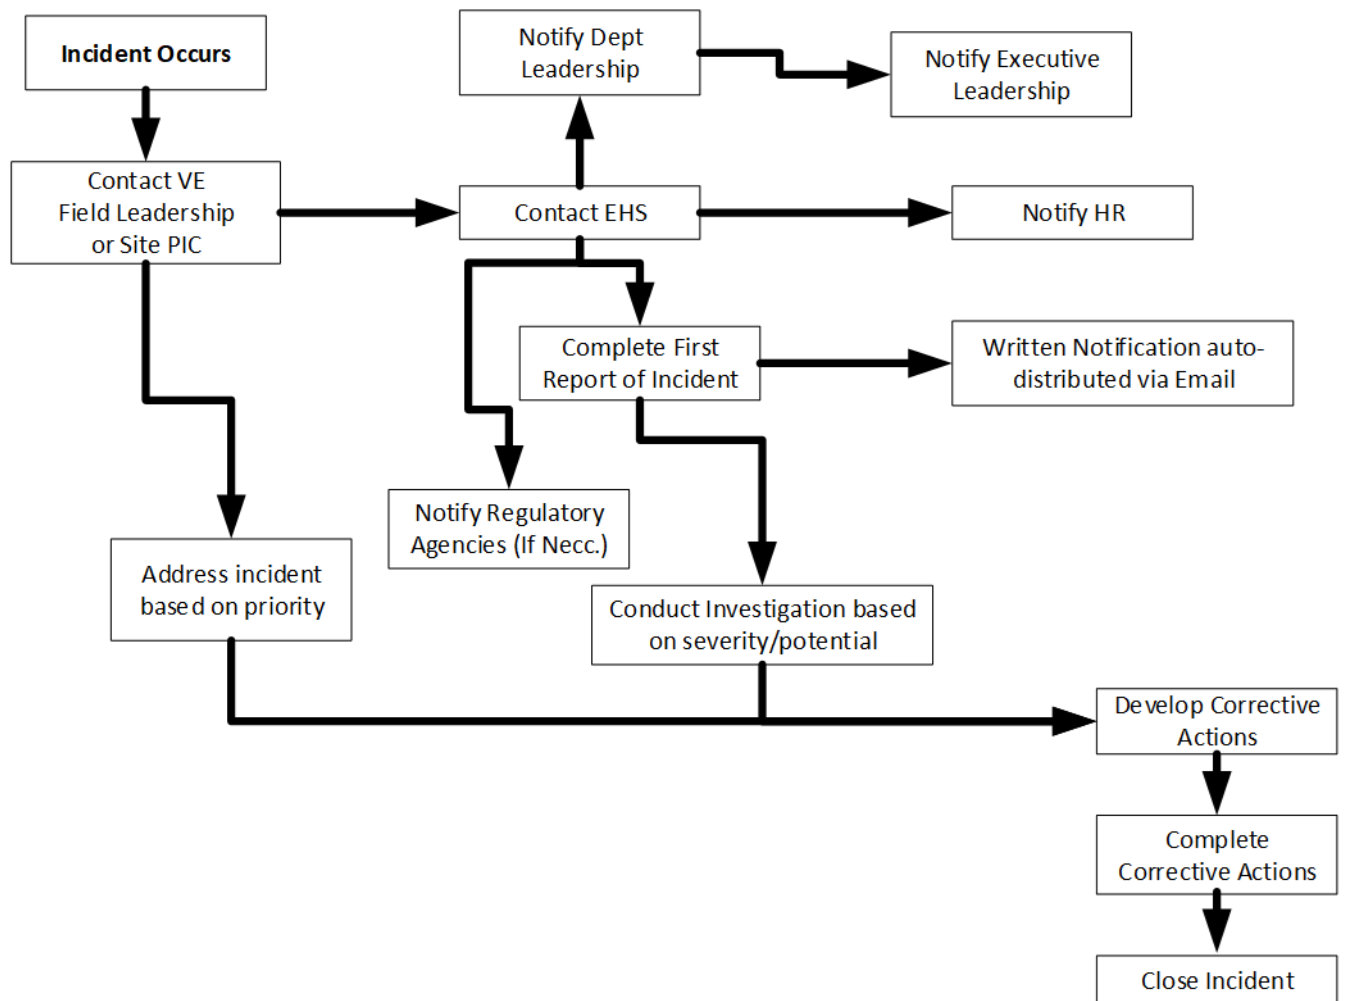 Incident Occurs
Notify Dept
Leadership
Notify Executive
Leadership
Contact VE
Field Leadership
or Site PIC
Contact EHS
Notify HR
Complete First
Report of Incident
Written Notification auto-
distributed via Email
Notify Regulatory
Agencies (If Necc.)
Address incident
based on priority
Conduct Investigation based
on severity/potential
Develop Corrective
Actions
Complete
Corrective Actions
Close Incident